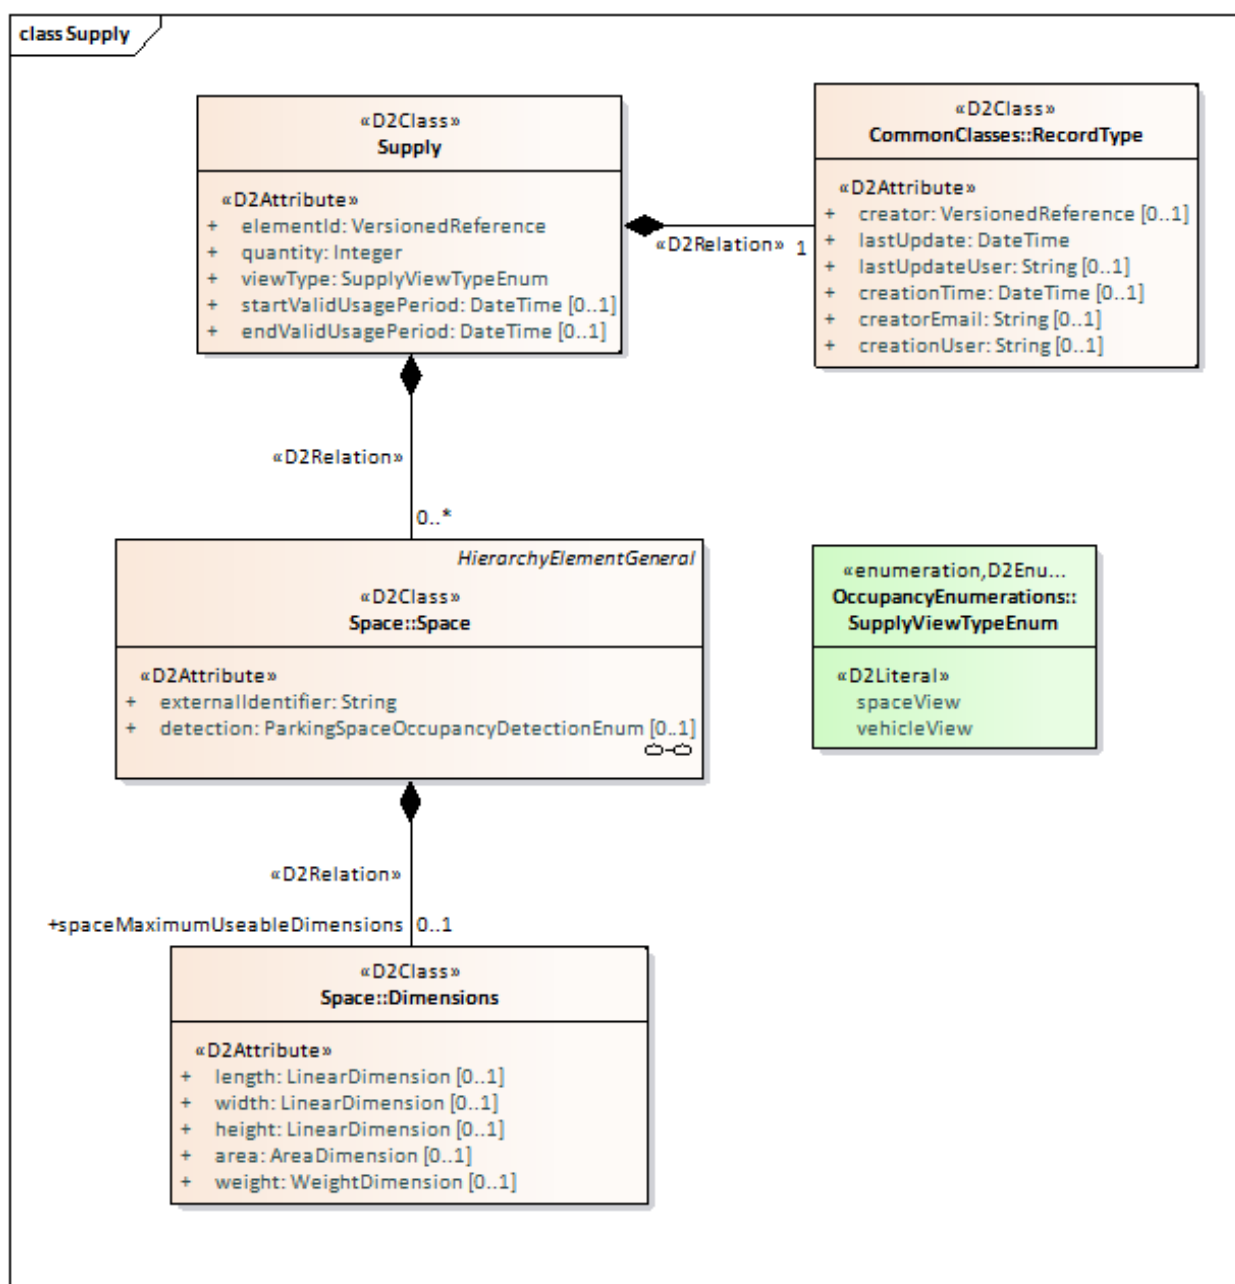 class Supply
«D2Class»
Supply
«D2Attribute»
+ elementId: VersionedReference
+ quantity: Integer
+ viewType: SupplyViewTypeEnum
+ startValidUsagePeriod: DateTime [0..1]
+ endValidUsagePeriod: DateTime [0..1]
«D2Class»
CommonClasses::RecordType
«D2Attribute»
+ creator: VersionedReference [0..1]
+ lastUpdate: DateTime
+ lastUpdateUser: String [0..1]
+ creationTime: DateTime [0..1]
+ creatorEmail: String [0..1]
+ creationUser: String [0..1]
«D2Relation» 1
«D2Relation»
0..*
HierarchyElementGeneral
«D2Class»
Space::Space
«D2Attribute»
+ externalIdentifier: String
+ detection: ParkingSpaceOccupancyDetectionEnum [0..1]
«enumeration,D2Enu...
OccupancyEnumerations::
SupplyViewTypeEnum
«D2Literal»
spaceView
vehicleView
«D2Relation»
+spaceMaximumUseableDimensions 0..1
«D2Class»
Space::Dimensions
«D2Attribute»
+ length: LinearDimension [0..1]
+ width: LinearDimension [0..1]
+ height: LinearDimension [0..1]
+ area: AreaDimension [0..1]
+ weight: WeightDimension [0..1]